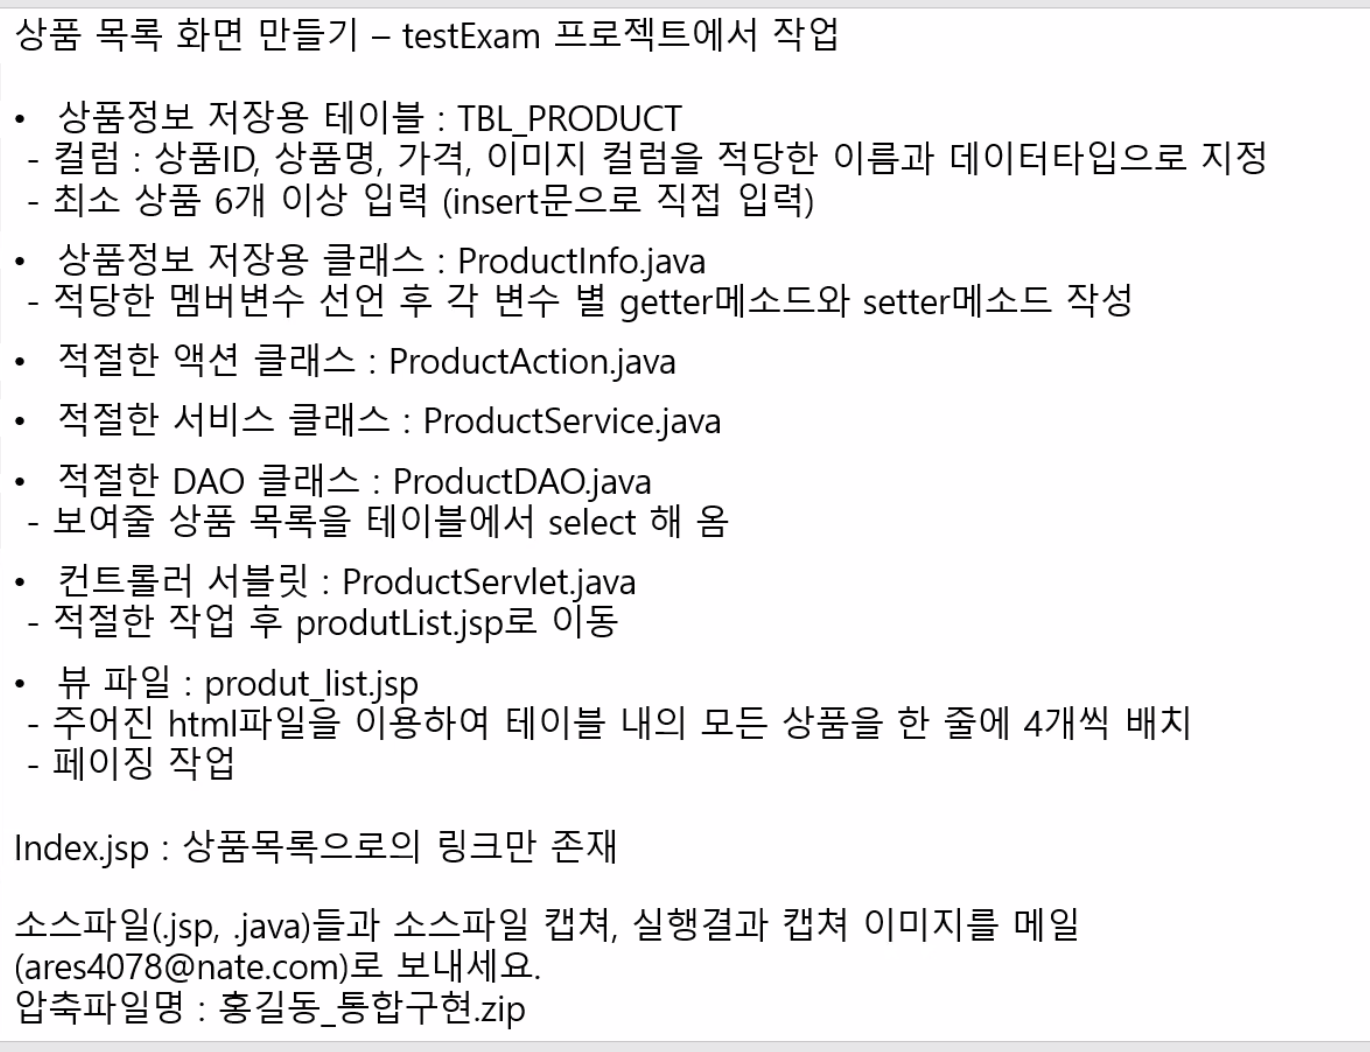 상품 목록 화면 만들기 – testExam 프로젝트에서 작업
• 상품정보 저장용 테이블 : TBL_PRODUCT
- 컬럼 : 상품ID, 상품명, 가격, 이미지 컬럼을 적당한 이름과 데이터타입으로 지정
- 최소 상품 6개 이상 입력 (insert문으로 직접 입력)
• 상품정보 저장용 클래스 : ProductInfo.java
- 적당한 멤버변수 선언 후 각 변수 별 getter메소드와 setter메소드 작성
• 적절한 액션 클래스 : ProductAction.java
• 적절한 서비스 클래스 : ProductService.java
• 적절한 DAO 클래스 : ProductDAO.java
- 보여줄 상품 목록을 테이블에서 select 해 옴
• 컨트롤러 서블릿 : ProductServlet.java
- 적절한 작업 후 produtList.jsp로 이동
• 뷰 파일 : produt_list.jsp
- 주어진 html파일을 이용하여 테이블 내의 모든 상품을 한 줄에 4개씩 배치
- 페이징 작업
Index.jsp : 상품목록으로의 링크만 존재
소스파일(.jsp, .java)들과 소스파일 캡쳐, 실행결과 캡쳐 이미지를 메일
(ares4078@nate.com)로 보내세요.
압축파일명 : 홍길동_통합구현.zip